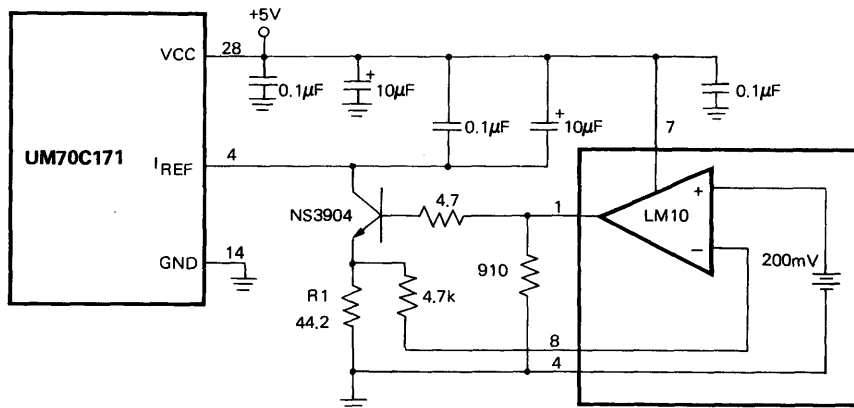 +5V
VCC
28
0.1μF
+
10μF
0.1μF
+
10μF
0.1μF
7
UM70C171
IREF
4
NS3904
4.7
1
LM10
+
−
200mV
910
GND
14
R1
44.2
4.7k
8
4